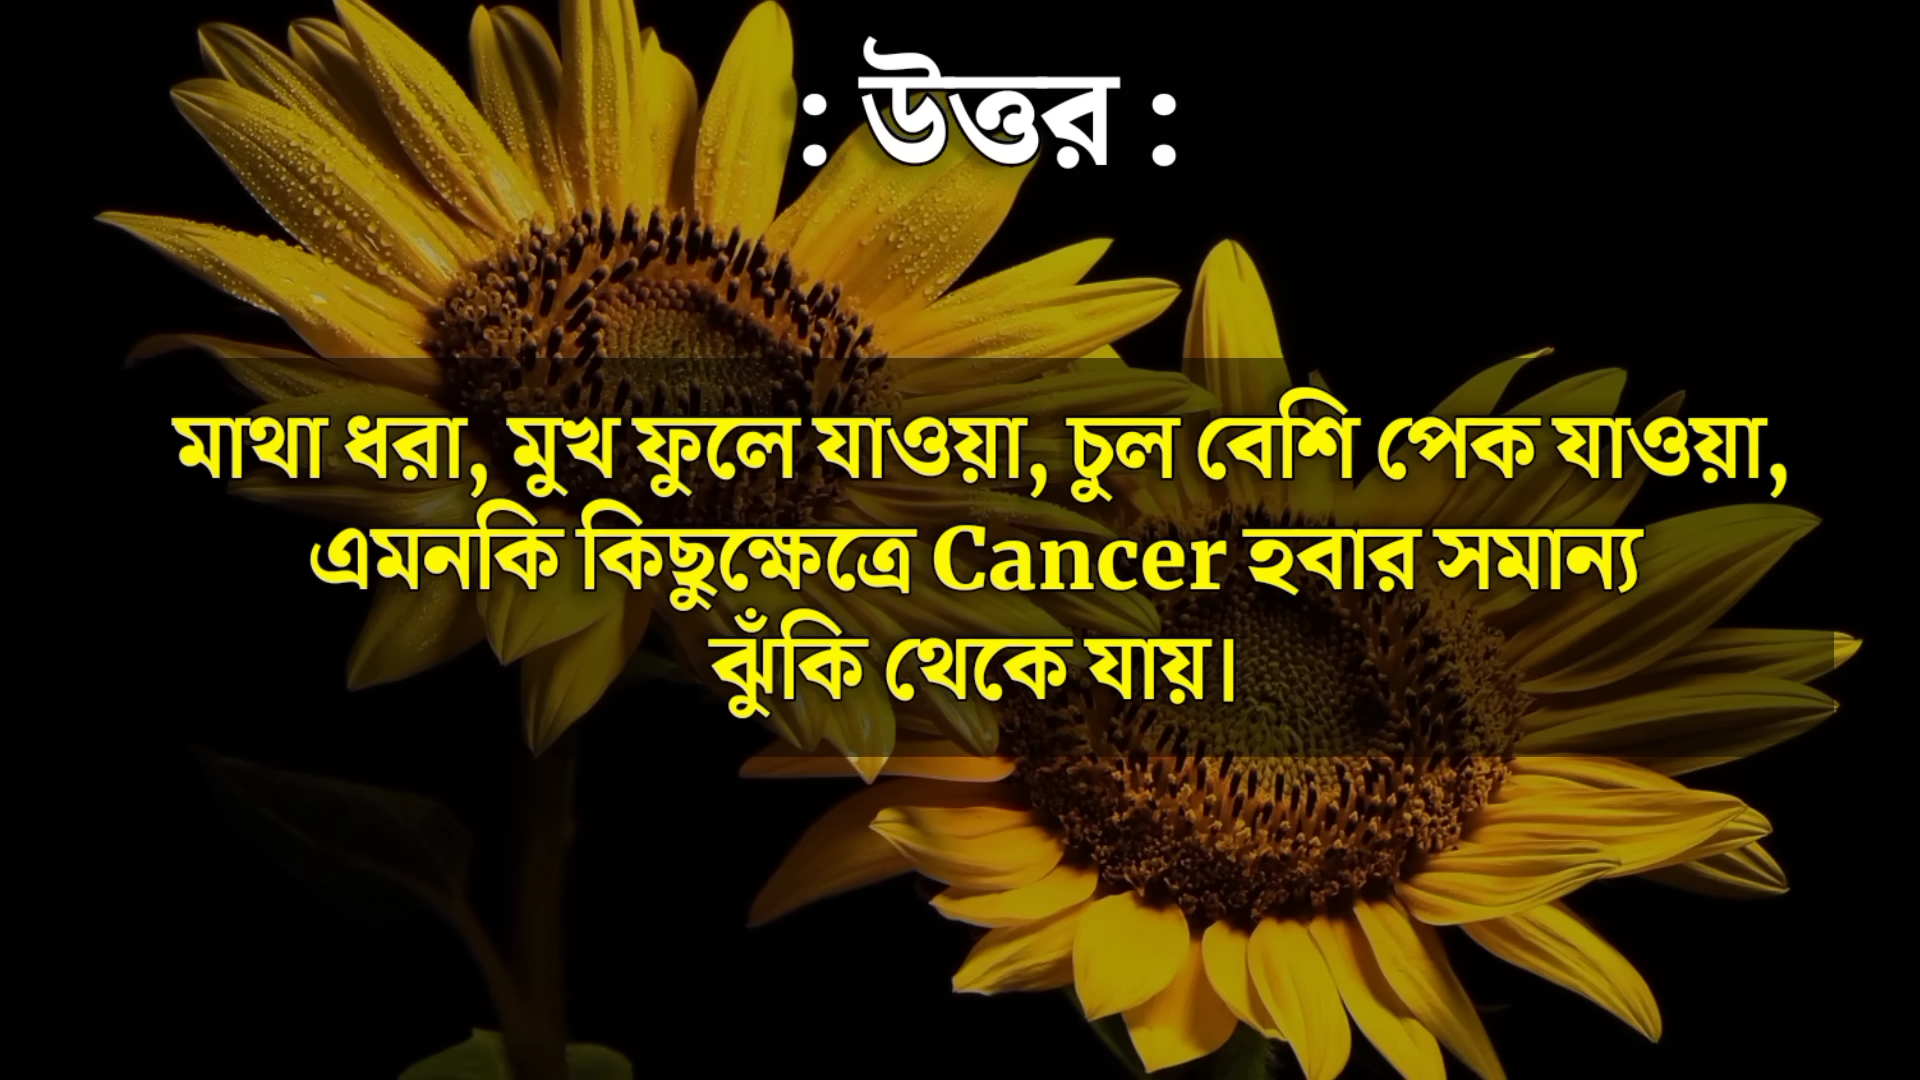 : উত্তর :
মাথা ধরা, মুখ ফুলে যাওয়া, চুল বেশি পেক যাওয়া,
এমনকি কিছুক্ষেত্রে Cancer হবার সমান্য
ঝুঁকি থেকে যায়।